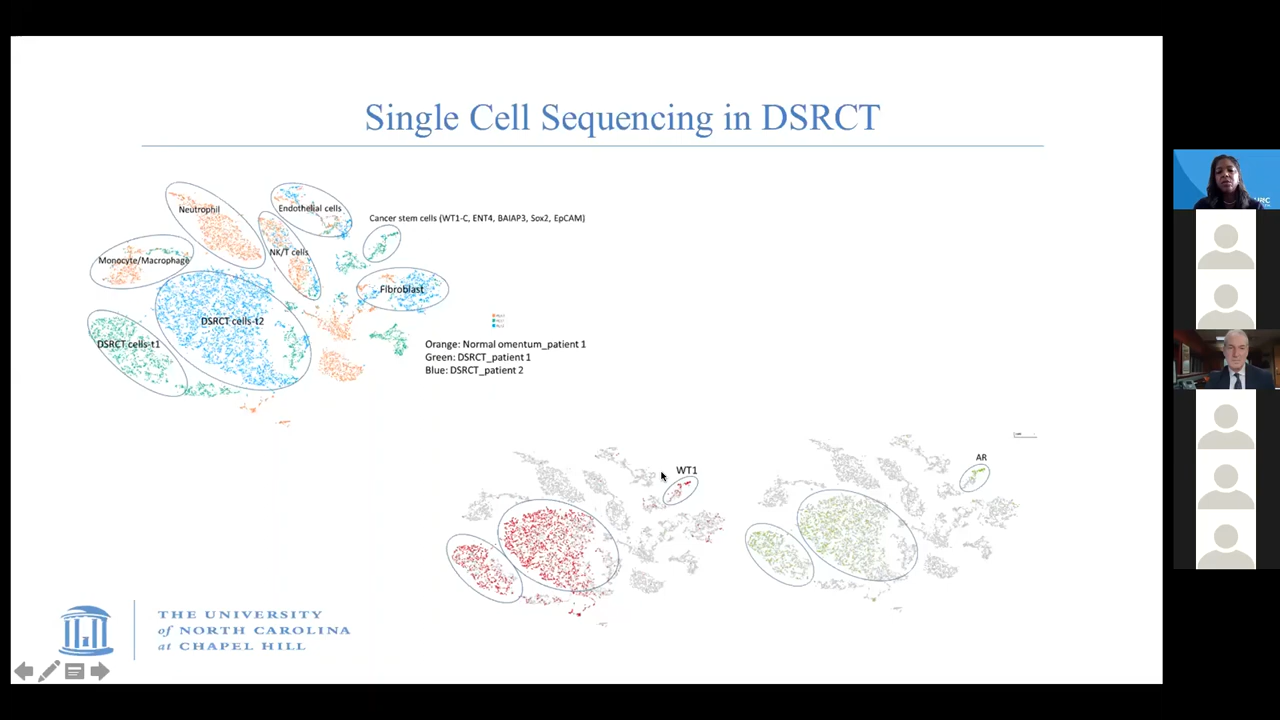 Single Cell Sequencing in DSRCT
Neutrophil
Endothelial cells
Cancer stem cells (WT1-C, ENT4, BAIAP3, Sox2, EpCAM)
NK/T cells
Monocyte/Macrophage
Fibroblast
DSRCT cells-t2
DSRCT cells-t1
Orange: Normal omentum_patient 1
Green: DSRCT_patient 1
Blue: DSRCT_patient 2
WT1
AR
THE UNIVERSITY
of NORTH CAROLINA
at CHAPEL HILL